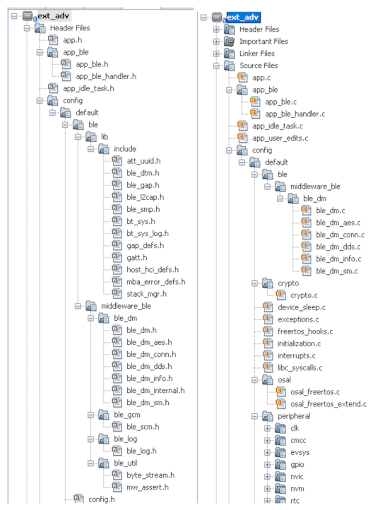 ext_adv
Header Files
app.h
app_ble
app_ble.h
app_ble_handler.h
app_idle_task.h
config
default
ble
lib
include
att_uuid.h
ble_dtm.h
ble_gap.h
ble_l2cap.h
ble_smp.h
bt_sys.h
bt_sys_log.h
gap_defs.h
gatt.h
host_hci_defs.h
mba_error_defs.h
stack_mgr.h
middleware_ble
ble_dm
ble_dm.h
ble_dm_aes.h
ble_dm_conn.h
ble_dm_dds.h
ble_dm_info.h
ble_dm_internal.h
ble_dm_sm.h
ble_gcm
ble_scm.h
ble_log
ble_log.h
ble_util
byte_stream.h
mw_assert.h
config.h
ext_adv
Header Files
Important Files
Linker Files
Source Files
app.c
app_ble
app_ble.c
app_ble_handler.c
app_idle_task.c
app_user_edits.c
config
default
ble
middleware_ble
ble_dm
ble_dm.c
ble_dm_aes.c
ble_dm_conn.c
ble_dm_dds.c
ble_dm_info.c
ble_dm_sm.c
crypto
crypto.c
device_sleep.c
exceptions.c
freertos_hooks.c
initialization.c
interrupts.c
libc_syscalls.c
osal
osal_freertos.c
osal_freertos_extend.c
peripheral
clk
cmcc
evsys
gpio
nvic
nvm
rtc